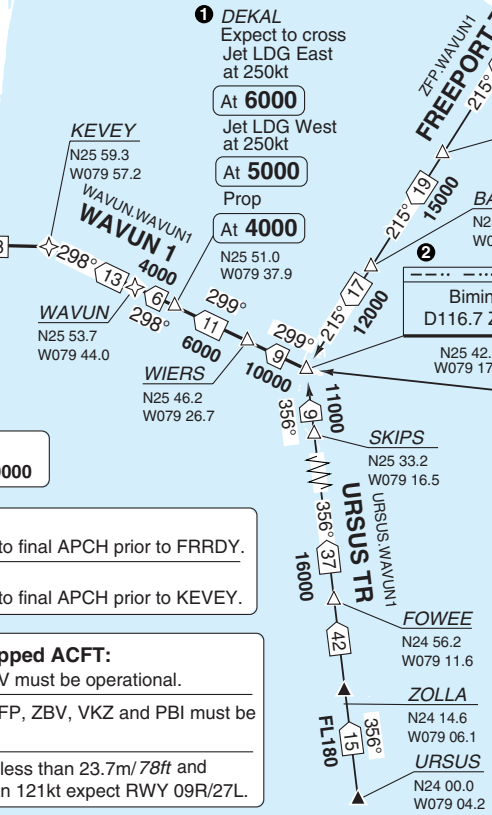 ❶ DEKAL
Expect to cross
Jet LDG East
at 250kt
At 6000
Jet LDG West
at 250kt
At 5000
Prop
At 4000
N25 51.0
W079 37.9
KEVEY
N25 59.3
W079 57.2
WAVUN.WAVUN1
WAVUN 1
298°
13
4000
6
298°
WAVUN
N25 53.7
W079 44.0
299°
11
6000
WIERS
N25 46.2
W079 26.7
299°
9
10000
ZFP.WAVUN1
FREEPORT
215°
19
15000
215°
17
12000
215°
BA
N2
W0
❷
Bimin
D116.7 Z
N25 42.
W079 17
11000
9
356°
SKIPS
N25 33.2
W079 16.5
URSUS TR
URSUS.WAVUN1
356°
37
16000
FOWEE
N24 56.2
W079 11.6
42
ZOLLA
N24 14.6
W079 06.1
FL180
15
356°
URSUS
N24 00.0
W079 04.2
0000
to final APCH prior to FRRDY.
to final APCH prior to KEVEY.
pped ACFT:
V must be operational.
FP, ZBV, VKZ and PBI must be
less than 23.7m/78ft and
n 121kt expect RWY 09R/27L.